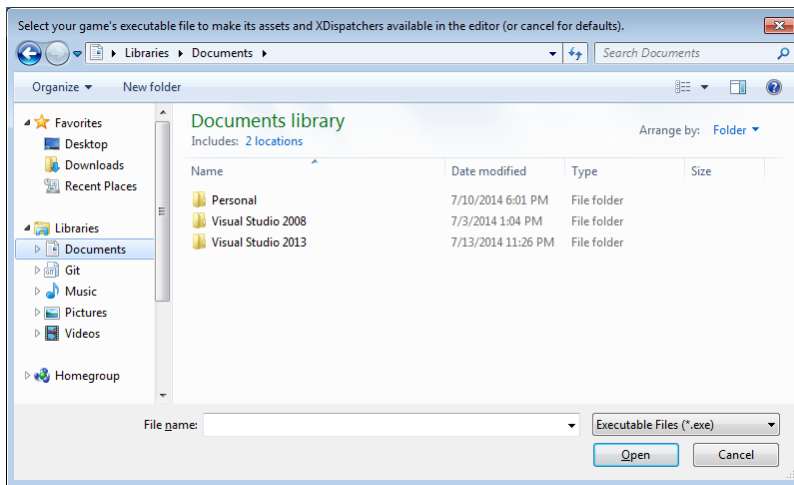 Select your game's executable file to make its assets and XDispatchers available in the editor (or cancel for defaults).
Libraries Documents Search Documents
Organize New folder
Favorites
Desktop
Downloads
Recent Places
Libraries
Documents
Git
Music
Pictures
Videos
Homegroup
Documents library
Includes: 2 locations
Arrange by: Folder
Name Date modified Type Size
Personal 7/10/2014 6:01 PM File folder
Visual Studio 2008 7/3/2014 1:04 PM File folder
Visual Studio 2013 7/13/2014 11:26 PM File folder
File name: Executable Files (*.exe)
Open Cancel